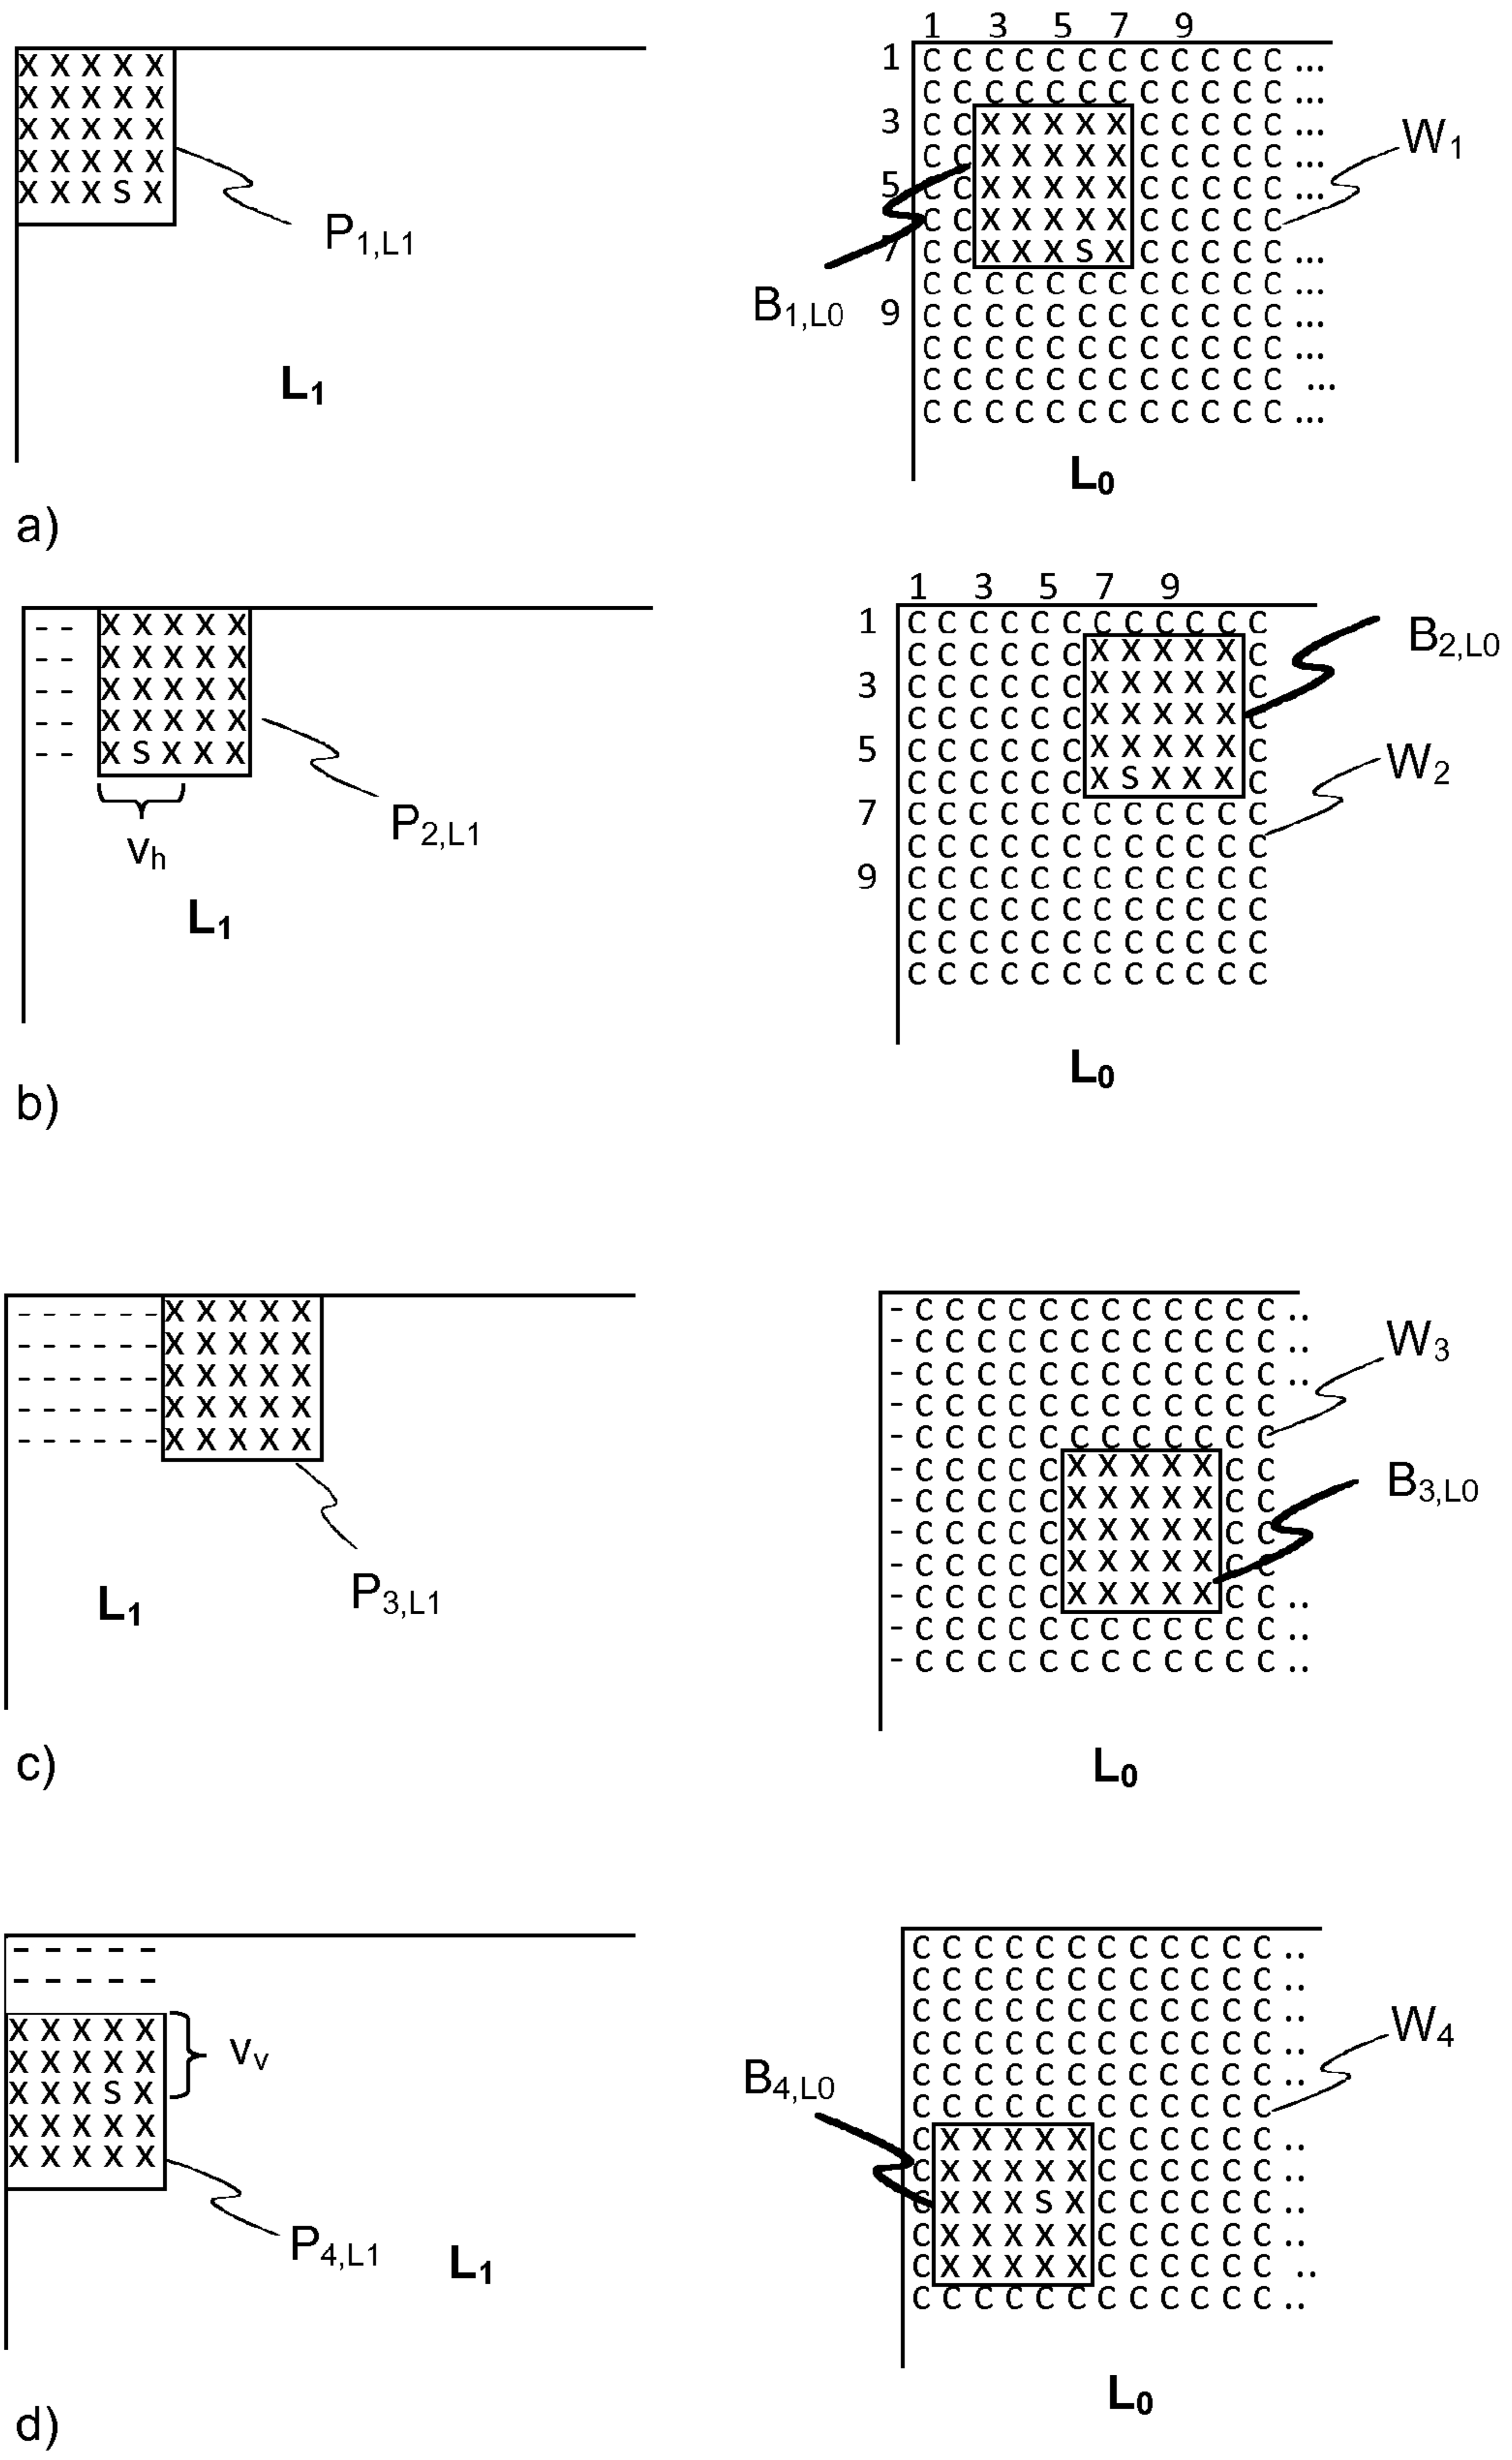 X X X X X
X X X X X
X X X X X
X X X X X
X X X S X
P1,L1
L1
1 3 5 7 9
1 C C C C C C C C C C C C ...
C C C C C C C C C C C C
3 C C X X X X X C C C C C ...
C C X X X X X C C C C C ...
5 C C X X X X X C C C C C ...
C C X X X X X C C C C C
7 C C X X X S X C C C C C ...
C C C C C C C C C C C C ...
9 C C C C C C C C C C C C ...
C C C C C C C C C C C C ...
C C C C C C C C C C C C ...
C C C C C C C C C C C C ...
W1
B1,L0
L0
a)
- - X X X X X
- - X X X X X
- - X X X X X
- - X X X X X
- - X S X X X
vh
P2,L1
L1
1 3 5 7 9
1 C C C C C C C C C C C C
C C C C C C X X X X X C
3 C C C C C C X X X X X C
C C C C C C X X X X X C
5 C C C C C C X X X X X C
C C C C C C X S X X X C
7 C C C C C C C C C C C C
C C C C C C C C C C C C
9 C C C C C C C C C C C C
C C C C C C C C C C C C
C C C C C C C C C C C C
C C C C C C C C C C C C
B2,L0
W2
L0
b)
- - - - - - X X X X X
- - - - - - X X X X X
- - - - - - X X X X X
- - - - - - X X X X X
- - - - - - X X X X X
P3,L1
L1
- C C C C C C C C C C C C ..
- C C C C C C C C C C C C ..
- C C C C C C C C C C C C ..
- C C C C C C C C C C C C
- C C C C C C C C C C C C
- C C C C C X X X X X C C
- C C C C C X X X X X C C
- C C C C C X X X X X C C
- C C C C C X X X X X C C
- C C C C C X X X X X C C ..
- C C C C C C C C C C C C ..
- C C C C C C C C C C C C ..
W3
B3,L0
L0
c)
- - - - -
- - - - -
X X X X X
X X X X X
X X X S X
X X X X X
X X X X X
vv
P4,L1
L1
C C C C C C C C C C C C ..
C C C C C C C C C C C C ..
C C C C C C C C C C C C ..
C C C C C C C C C C C C ..
C C C C C C C C C C C C ..
C C C C C C C C C C C C
C X X X X X C C C C C C ..
C X X X X X C C C C C C ..
C X X X S X C C C C C C ..
C X X X X X C C C C C C ..
C X X X X X C C C C C C ..
C C C C C C C C C C C C ..
W4
B4,L0
L0
d)